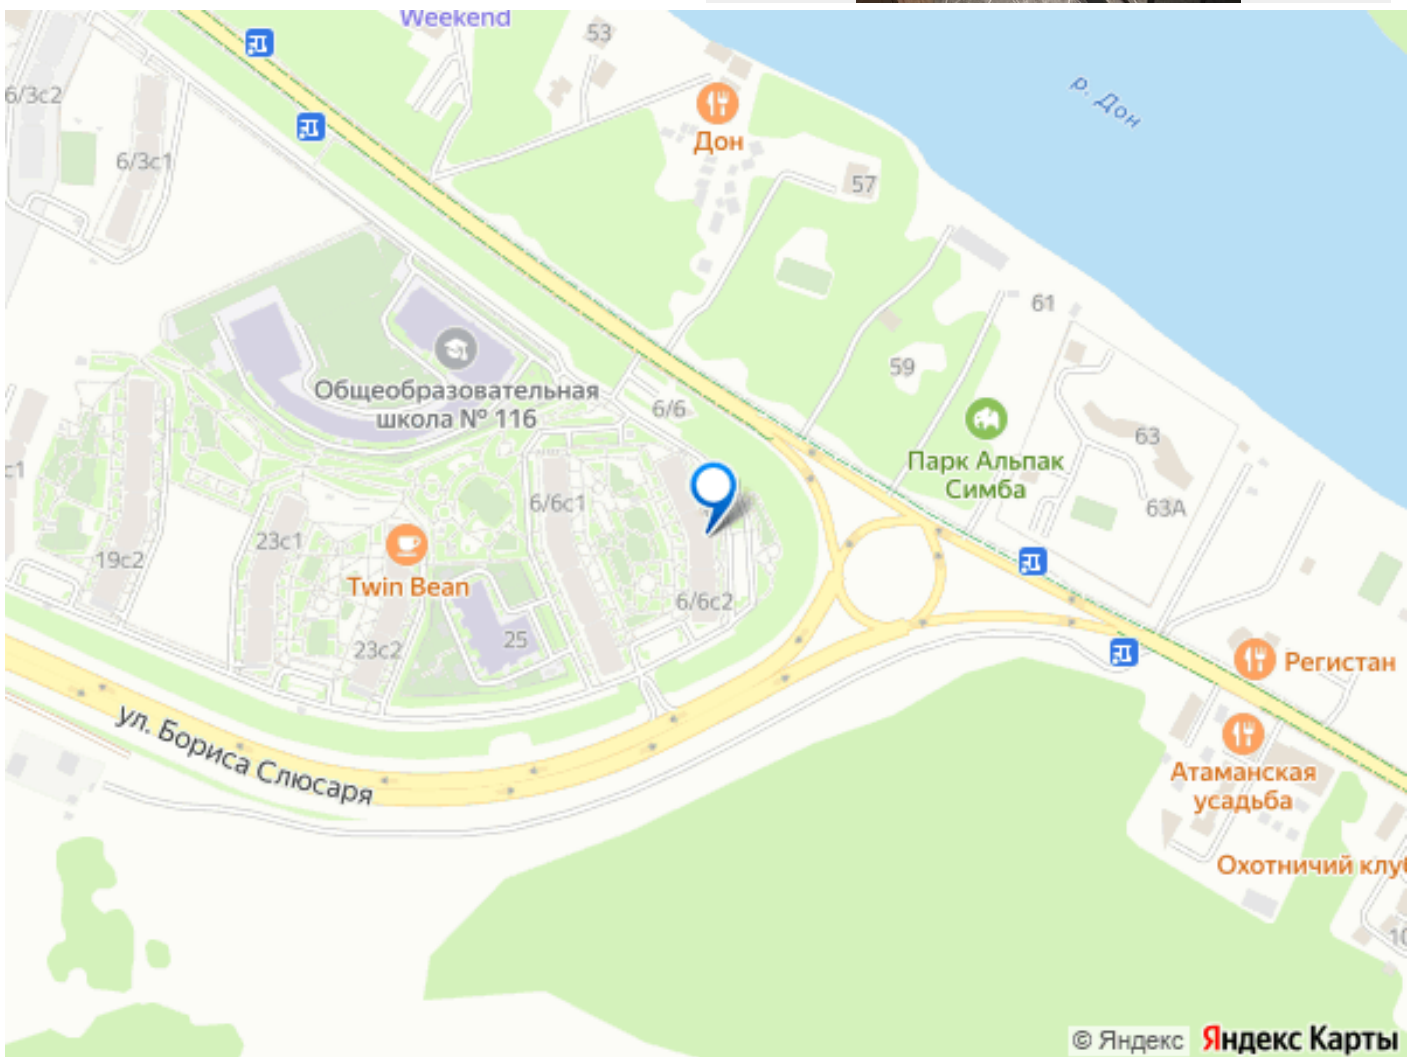 Weekend
53
6/3с2
р. Дон
Дон
6/3с1
57
61
Общеобразовательная
школа № 116
59
6/6
63
Парк Альпак
Симба
63А
с1
6/6с1
23с1
19с2
Twin Bean
6/6с2
25
23с2
Регистан
ул. Бориса Слюсаря
Атаманская
усадьба
Охотничий клу
10
© Яндекс Яндекс Карты